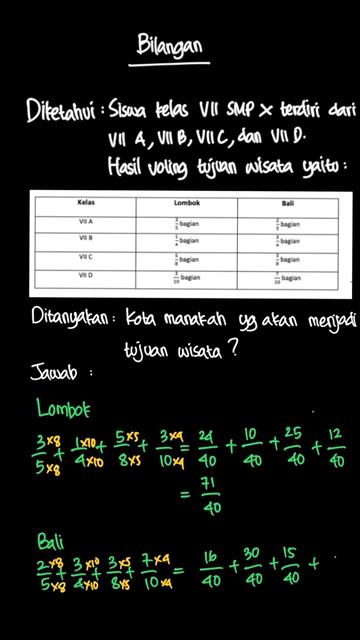 Bilangan
Diketahui : Siswa kelas VII SMP X terdiri dari
VII A, VII B, VII C, dan VII D.
Hasil voting tujuan wisata yaitu :
Kelas Lombok Bali
VII A 3/5 bagian 2/5 bagian
VII B 1/4 bagian 3/4 bagian
VII C 5/8 bagian 3/8 bagian
VII D 3/10 bagian 7/10 bagian
Ditanyakan : Kota manakah yg akan menjadi
tujuan wisata ?
Jawab :
Lombok
3×8/5×8 + 1×10/4×10 + 5×5/8×5 + 3×4/10×4 = 24/40 + 10/40 + 25/40 + 12/40
= 71/40
Bali
2×8/5×8 + 3×10/4×10 + 3×5/8×5 + 7×4/10×4 = 16/40 + 30/40 + 15/40 +